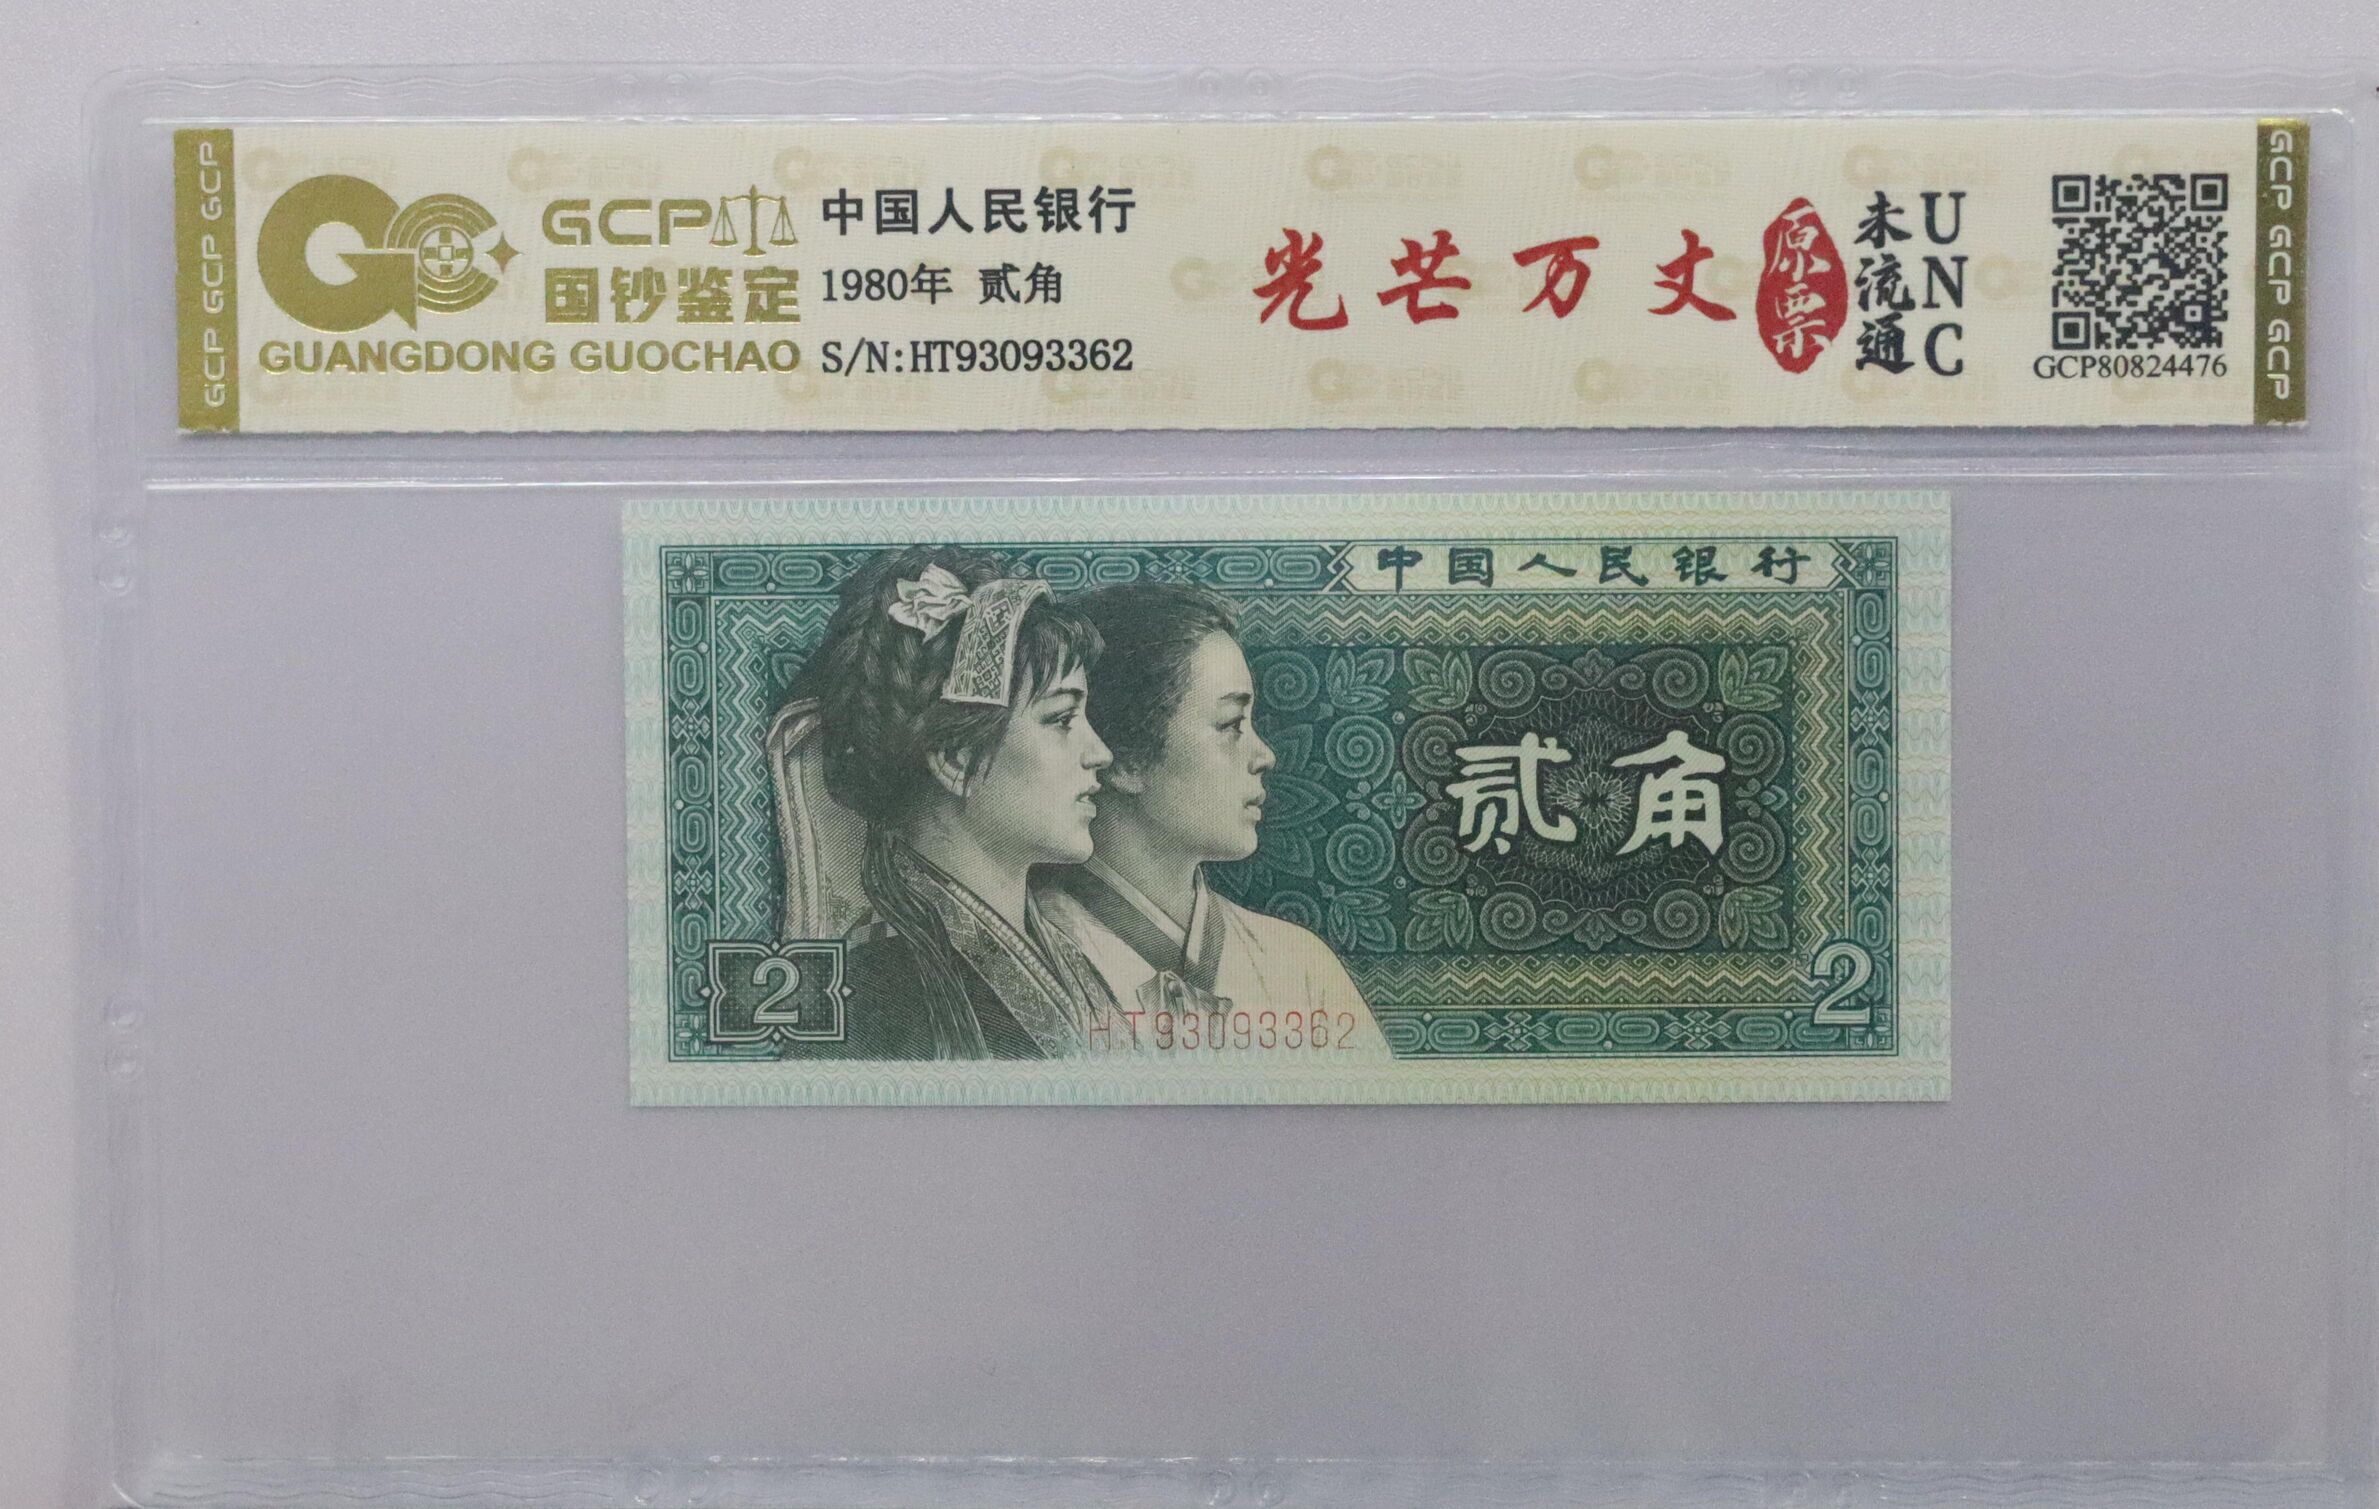 GCP GCP GCP
GCP
国钞鉴定
GUANGDONG GUOCHAO
中国人民银行
1980年 贰角
S/N:HT93093362
光芒万丈
原票
未流通
UNC
GCP80824476
GCP GCP GCP
中国人民银行
贰角
2
2
HT93093362